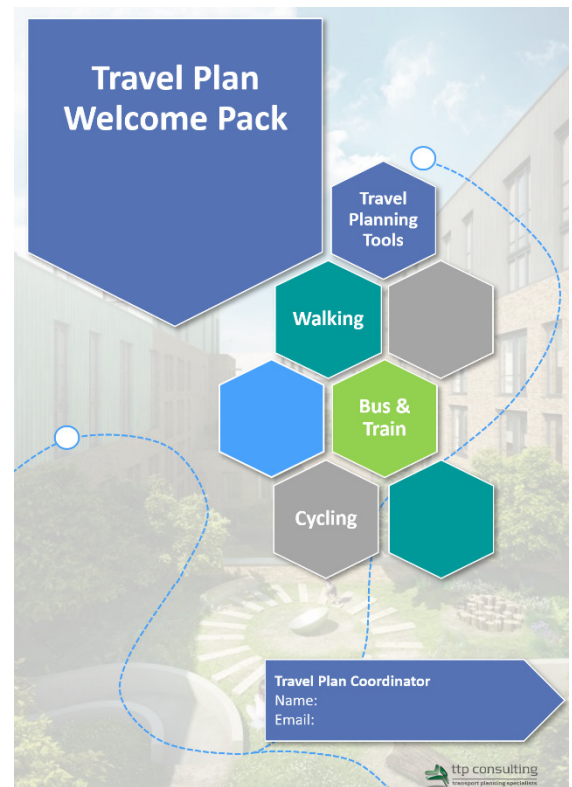 Travel Plan
Welcome Pack
Travel
Planning
Tools
Walking
Bus &
Train
Cycling
Travel Plan Coordinator
Name:
Email:
ttp consulting
transport planning specialists